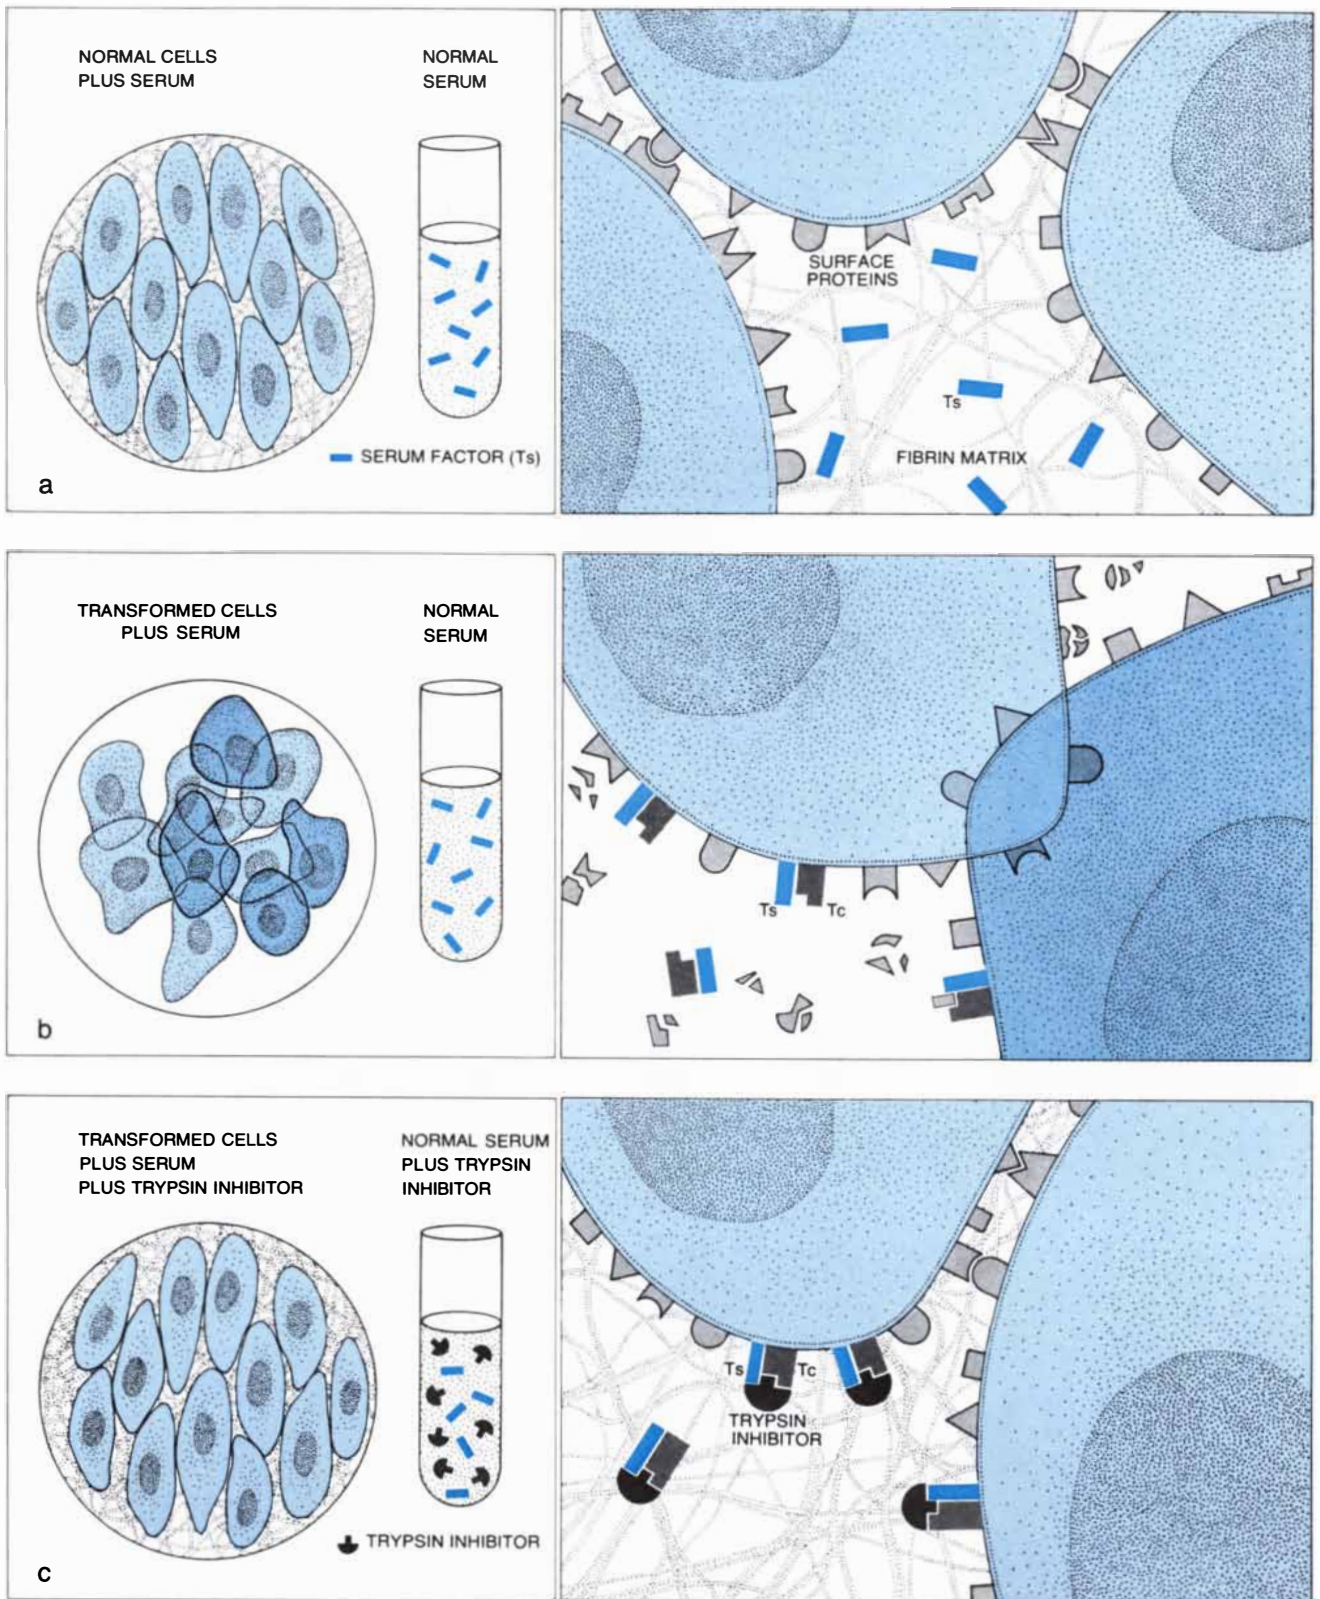 NORMAL CELLS
PLUS SERUM
NORMAL
SERUM
SERUM FACTOR (Ts)
a
SURFACE
PROTEINS
Ts
FIBRIN MATRIX
TRANSFORMED CELLS
PLUS SERUM
NORMAL
SERUM
b
Ts
Tc
TRANSFORMED CELLS
PLUS SERUM
PLUS TRYPSIN INHIBITOR
NORMAL SERUM
PLUS TRYPSIN
INHIBITOR
TRYPSIN INHIBITOR
c
Ts
Tc
TRYPSIN
INHIBITOR